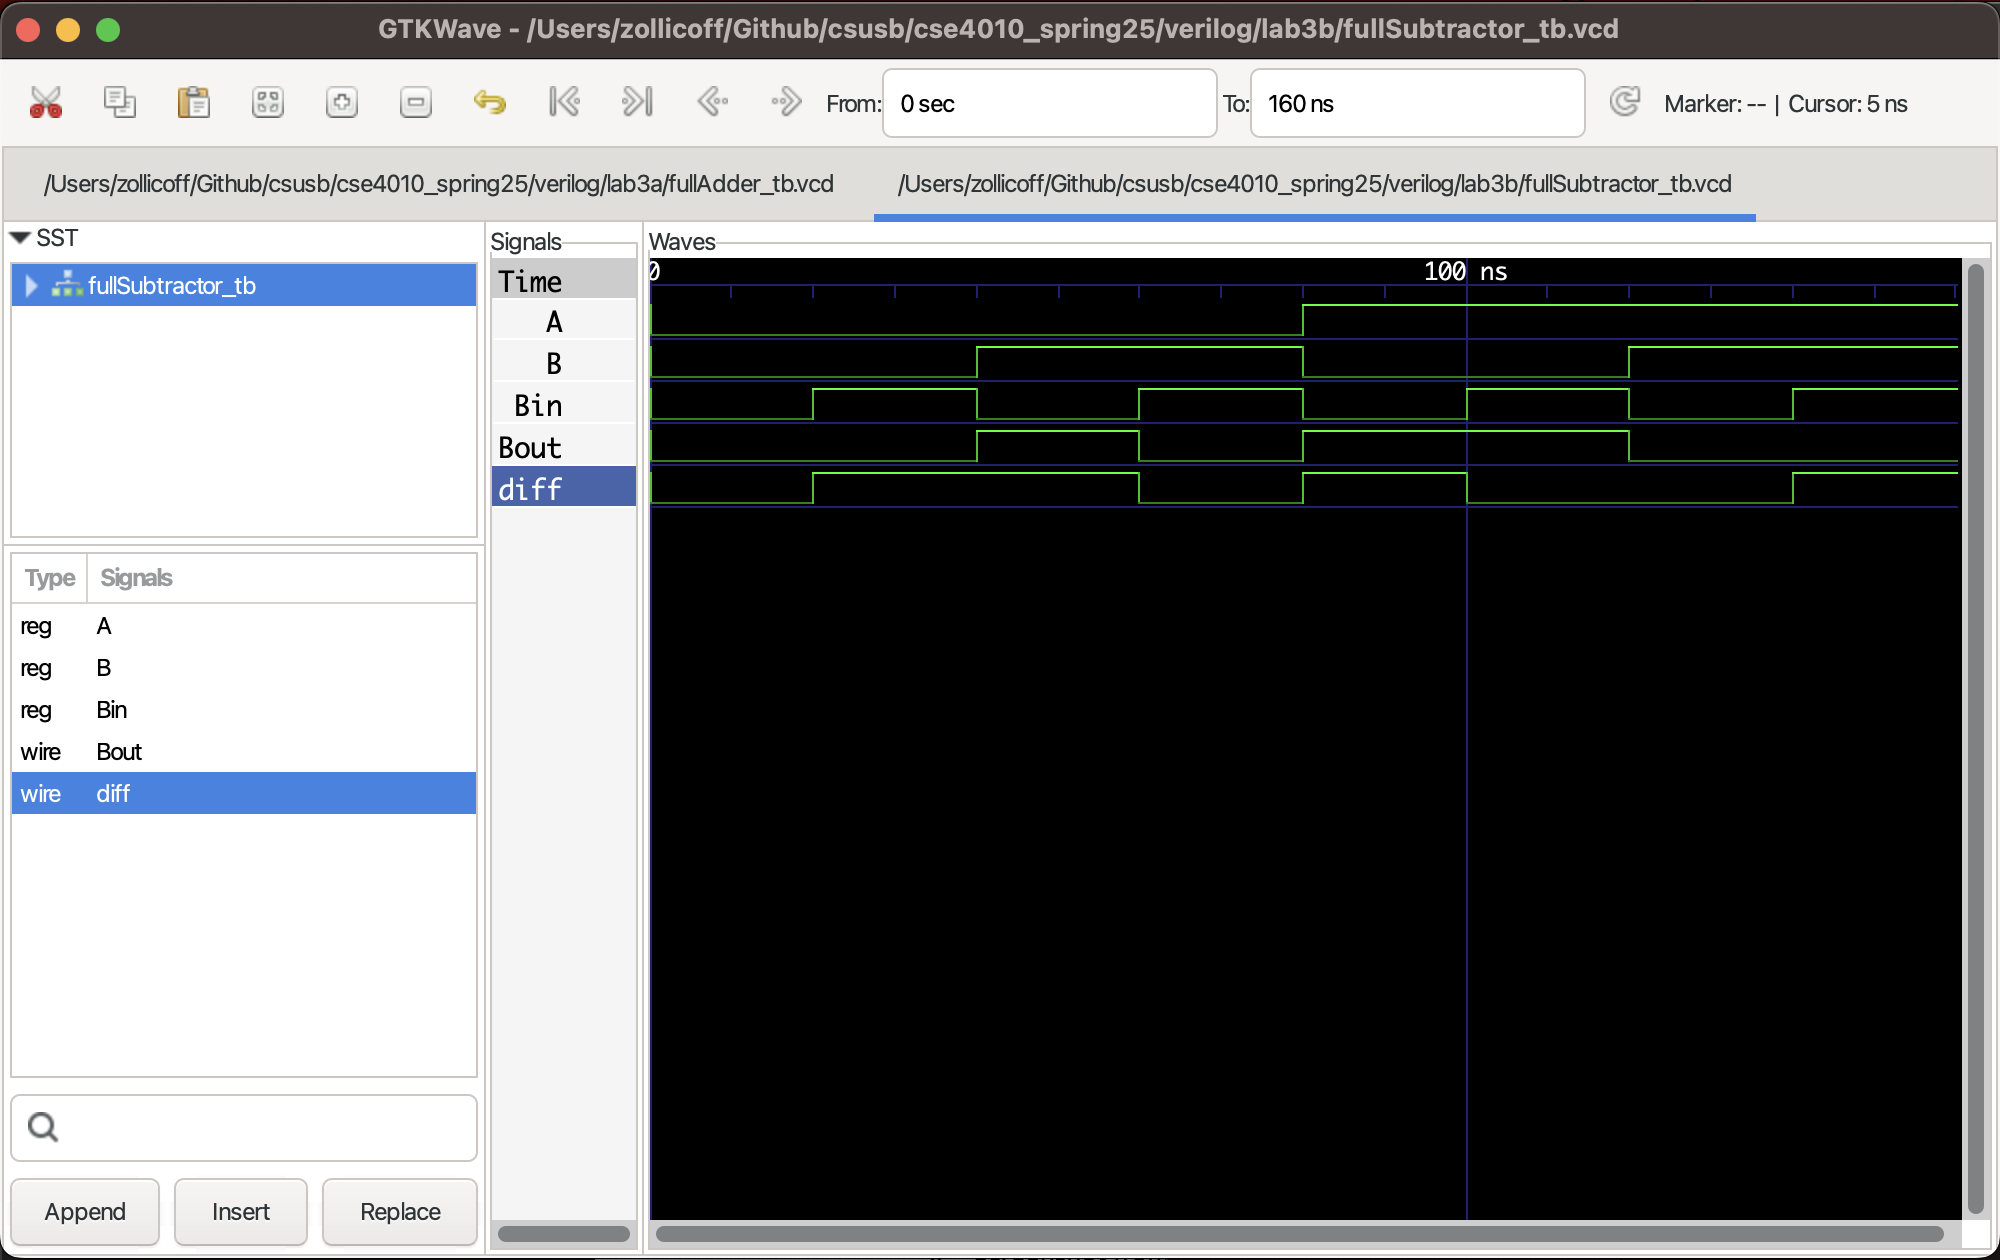 GTKWave - /Users/zollicoff/Github/csusb/cse4010_spring25/verilog/lab3b/fullSubtractor_tb.vcd
From: 0 sec To: 160 ns Marker: -- | Cursor: 5 ns
/Users/zollicoff/Github/csusb/cse4010_spring25/verilog/lab3a/fullAdder_tb.vcd /Users/zollicoff/Github/csusb/cse4010_spring25/verilog/lab3b/fullSubtractor_tb.vcd
SST
fullSubtractor_tb
Type Signals
reg A
reg B
reg Bin
wire Bout
wire diff
Append Insert Replace
Signals
Time
A
B
Bin
Bout
diff
Waves
0 100 ns